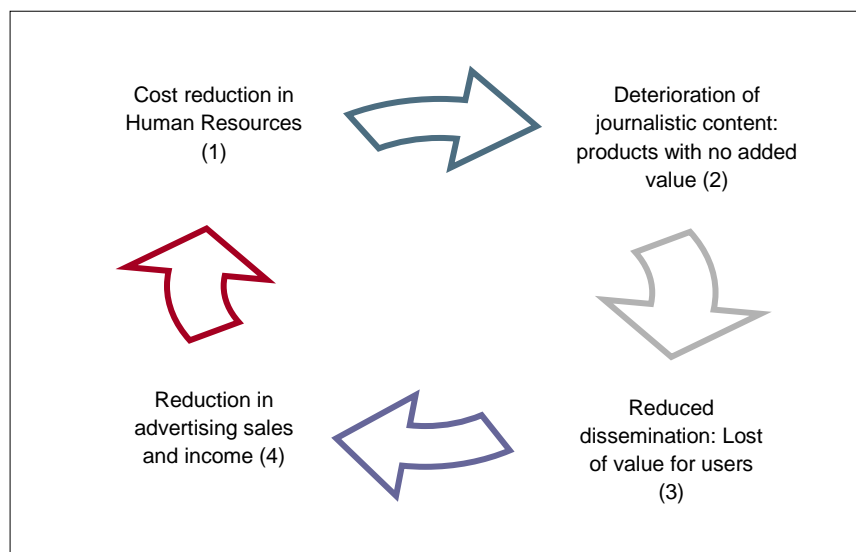 Cost reduction in
Human Resources
(1)
Deterioration of
journalistic content:
products with no added
value (2)
Reduced
dissemination: Lost
of value for users
(3)
Reduction in
advertising sales
and income (4)